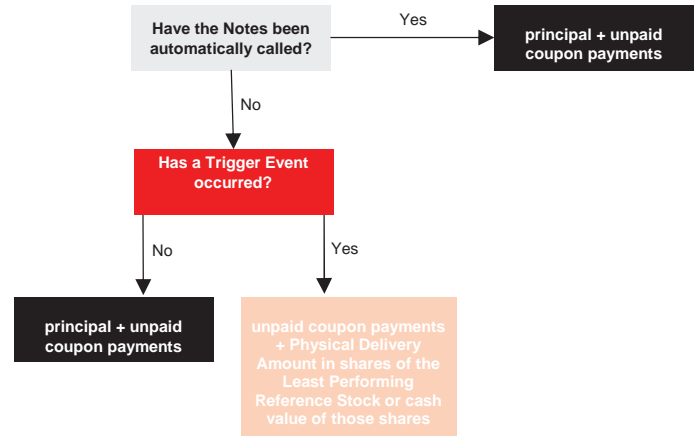 Have the Notes been
automatically called?
Yes
principal + unpaid
coupon payments
No
Has a Trigger Event
occurred?
No
Yes
principal + unpaid
coupon payments
unpaid coupon payments
+ Physical Delivery
Amount in shares of the
Least Performing
Reference Stock or cash
value of those shares